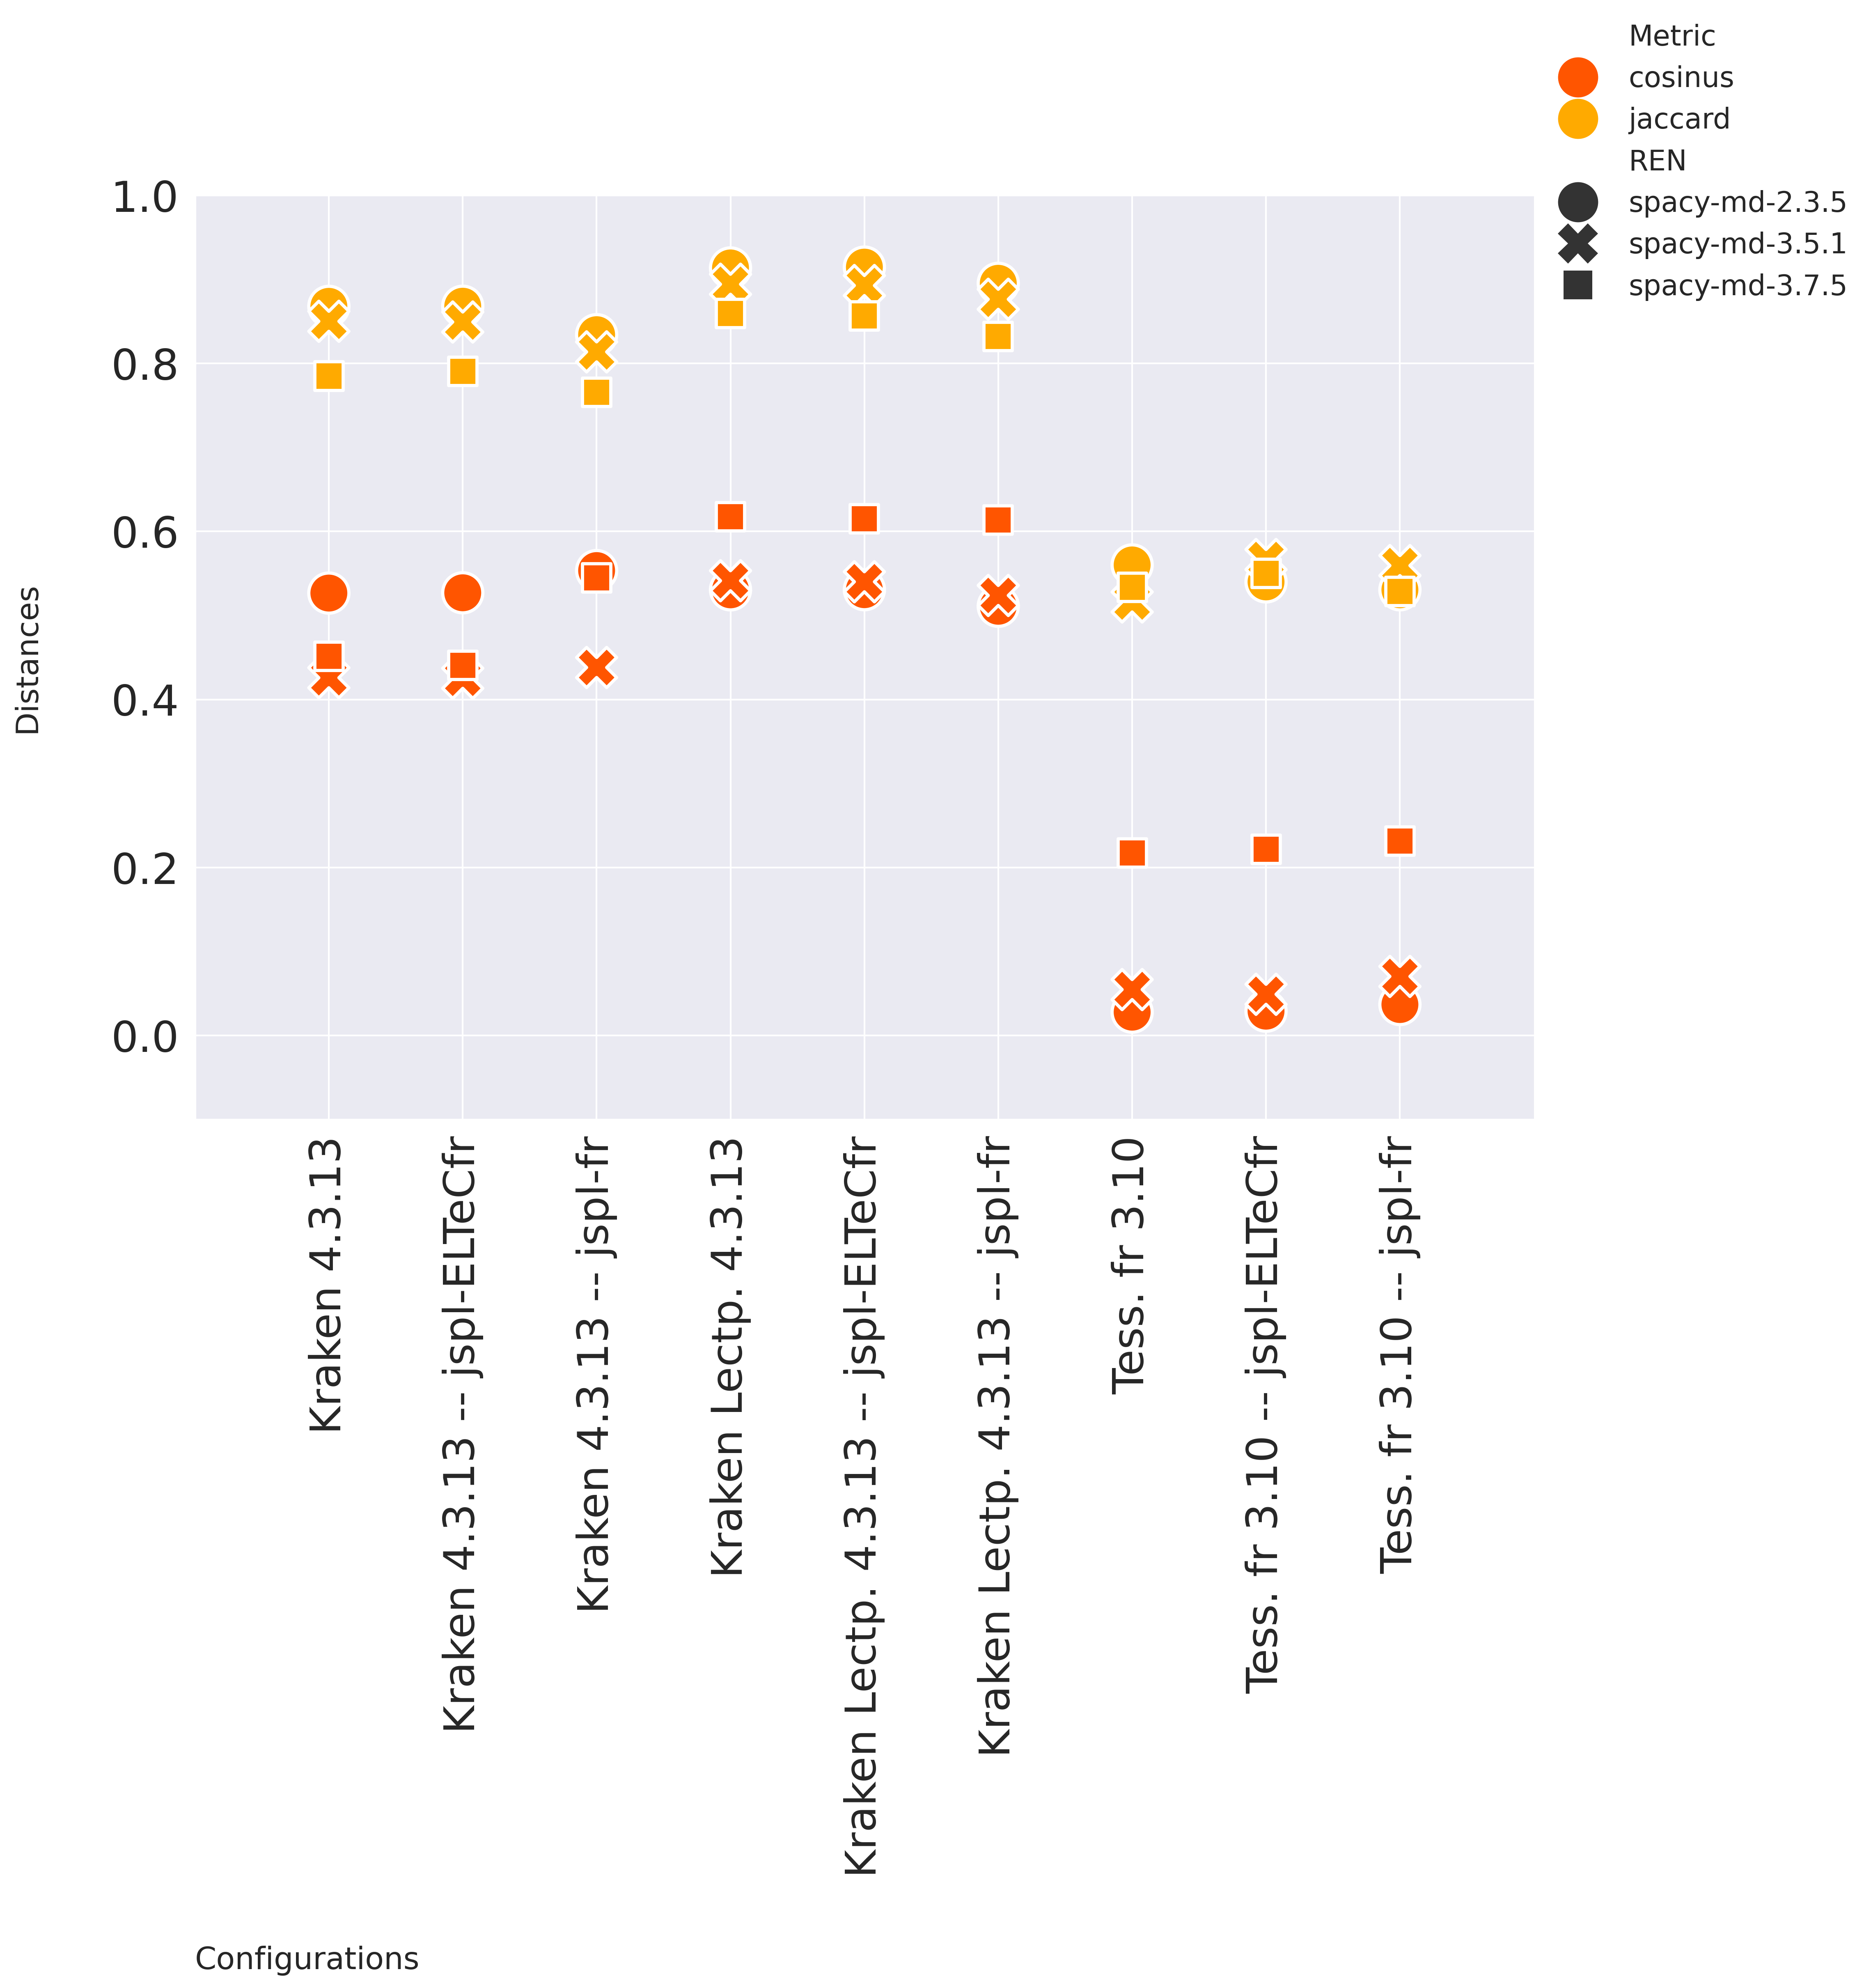 Metric
cosinus
jaccard
REN
spacy-md-2.3.5
spacy-md-3.5.1
spacy-md-3.7.5
1.0
0.8
0.6
0.4
0.2
0.0
Distances
Kraken 4.3.13
Kraken 4.3.13 -- jspl-ELTeCfr
Kraken 4.3.13 -- jspl-fr
Kraken Lectp. 4.3.13
Kraken Lectp. 4.3.13 -- jspl-ELTeCfr
Kraken Lectp. 4.3.13 -- jspl-fr
Tess. fr 3.10
Tess. fr 3.10 -- jspl-ELTeCfr
Tess. fr 3.10 -- jspl-fr
Configurations